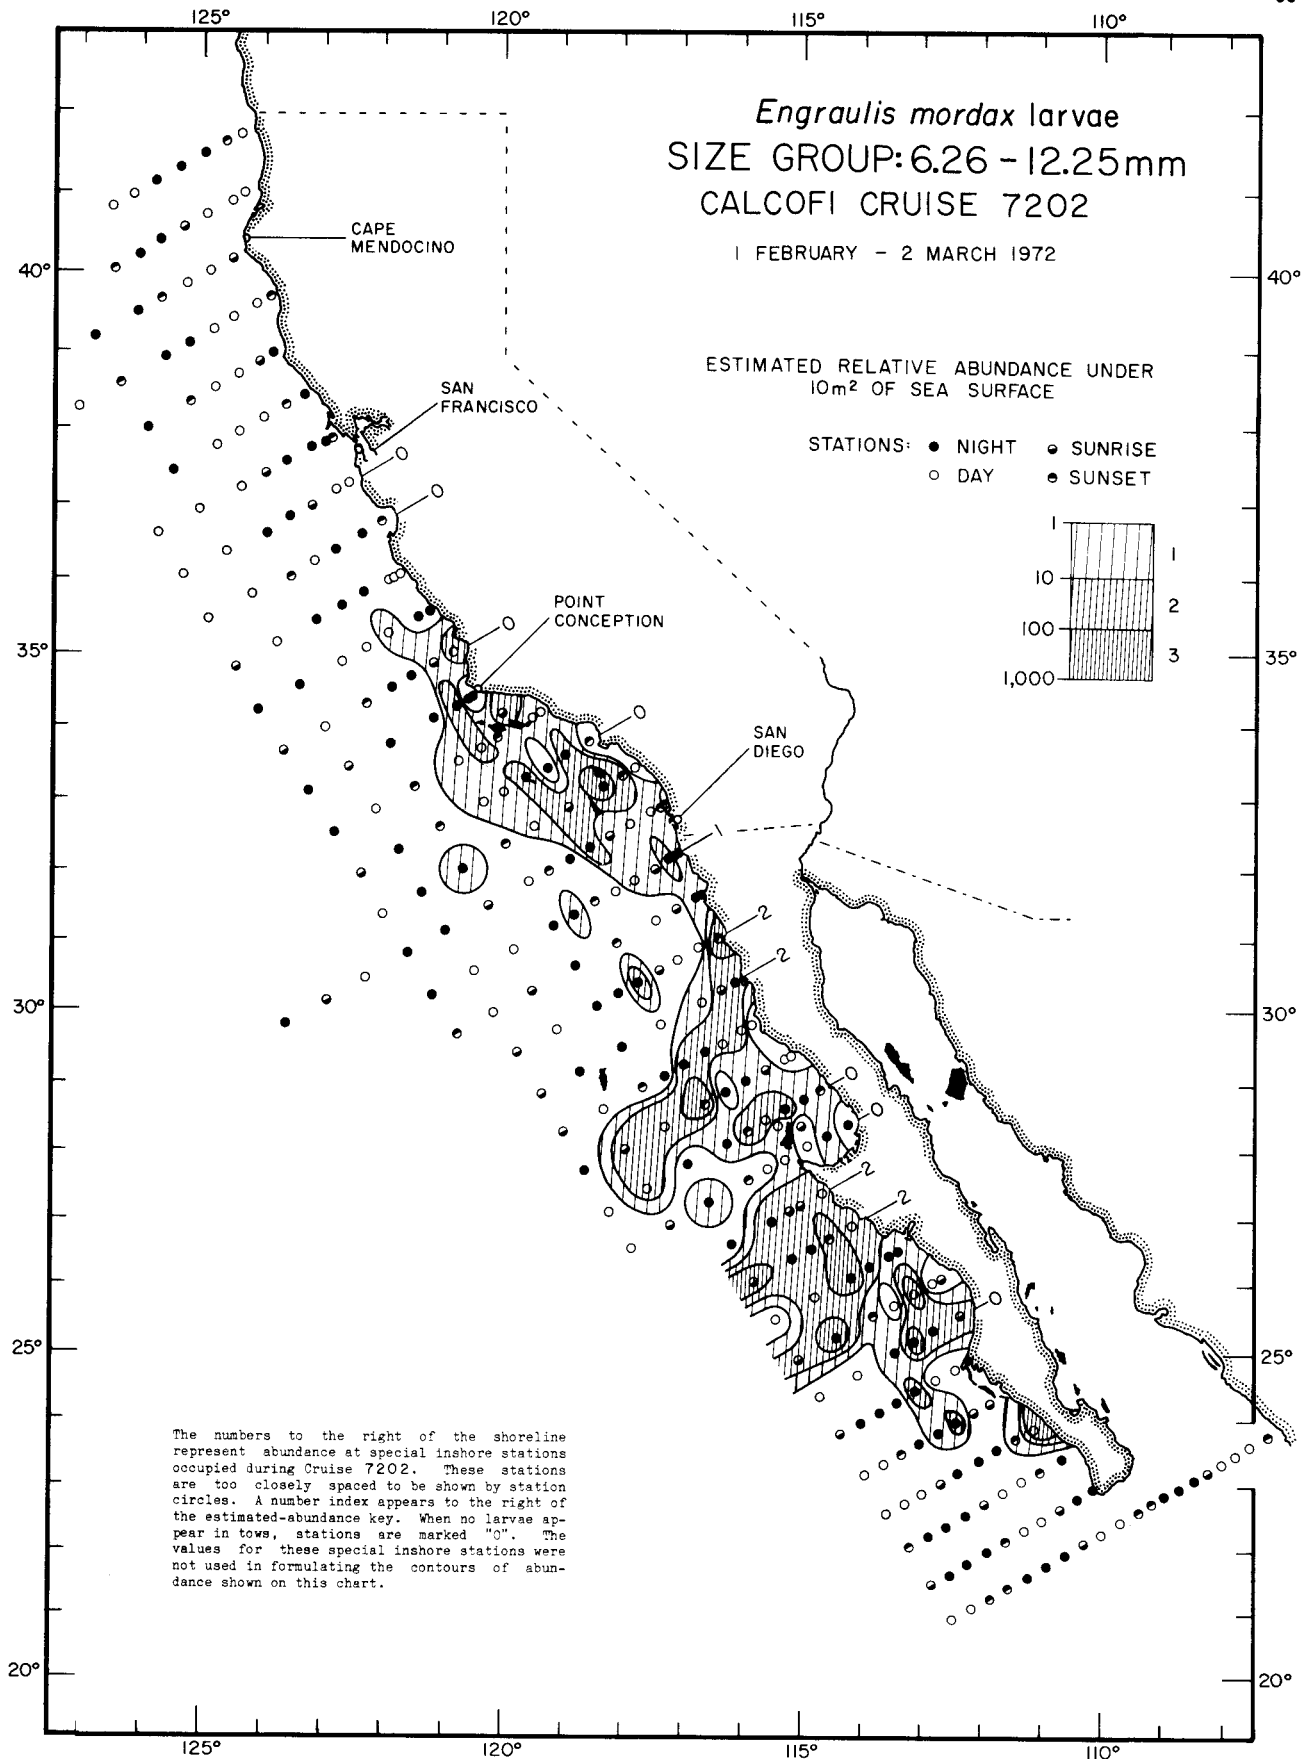 125°
120°
115°
110°
Engraulis mordax larvae
SIZE GROUP: 6.26 - 12.25mm
CALCOFI CRUISE 7202
1 FEBRUARY - 2 MARCH 1972
CAPE
MENDOCINO
40°
40°
ESTIMATED RELATIVE ABUNDANCE UNDER
10m² OF SEA SURFACE
SAN
FRANCISCO
STATIONS: NIGHT SUNRISE
DAY SUNSET
0
0
1
10
100
1,000
1
2
3
POINT
CONCEPTION
0
35°
35°
0
SAN
DIEGO
1
2
2
30°
30°
0
0
2
2
0
25°
25°
The numbers to the right of the shoreline
represent abundance at special inshore stations
occupied during Cruise 7202. These stations
are too closely spaced to be shown by station
circles. A number index appears to the right of
the estimated-abundance key. When no larvae ap-
pear in tows, stations are marked "0". The
values for these special inshore stations were
not used in formulating the contours of abun-
dance shown on this chart.
20°
20°
125°
120°
115°
110°